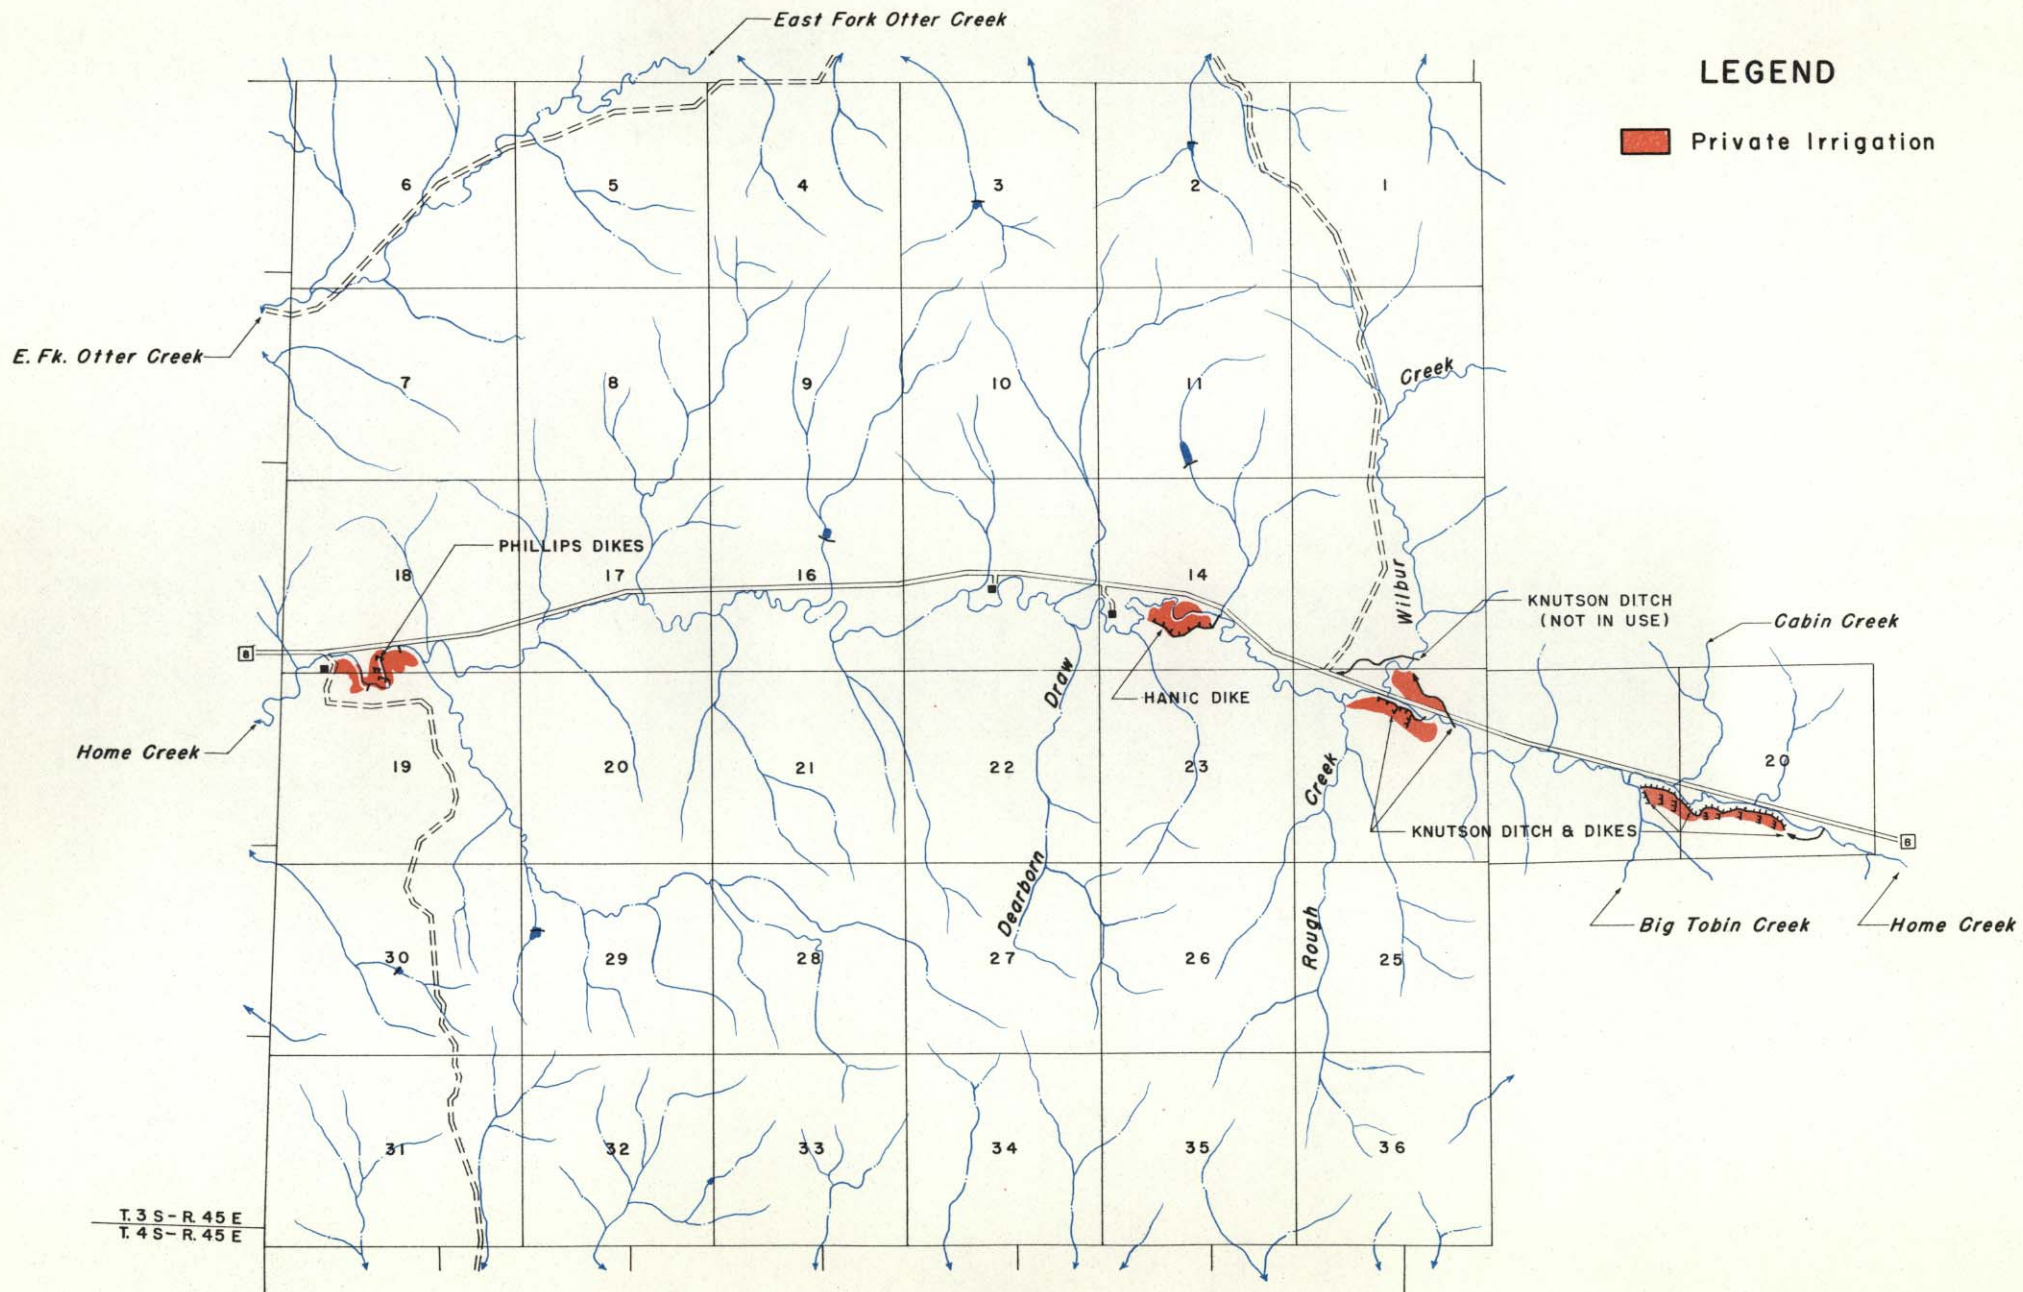 East Fork Otter Creek
LEGEND
Private Irrigation
6 5 4 3 2 1
E. Fk. Otter Creek
Creek
7 8 9 10 11
PHILLIPS DIKES
18 17 16 14
Wilbur
KNUTSON DITCH
(NOT IN USE)
Cabin Creek
8
Draw
HANIC DIKE
Home Creek
19 20 21 22 23 20
Creek
KNUTSON DITCH & DIKES
Dearborn
Rough
Big Tobin Creek
Home Creek
30 29 28 27 26 25
31 32 33 34 35 36
T. 3 S - R. 45 E
T. 4 S - R. 45 E